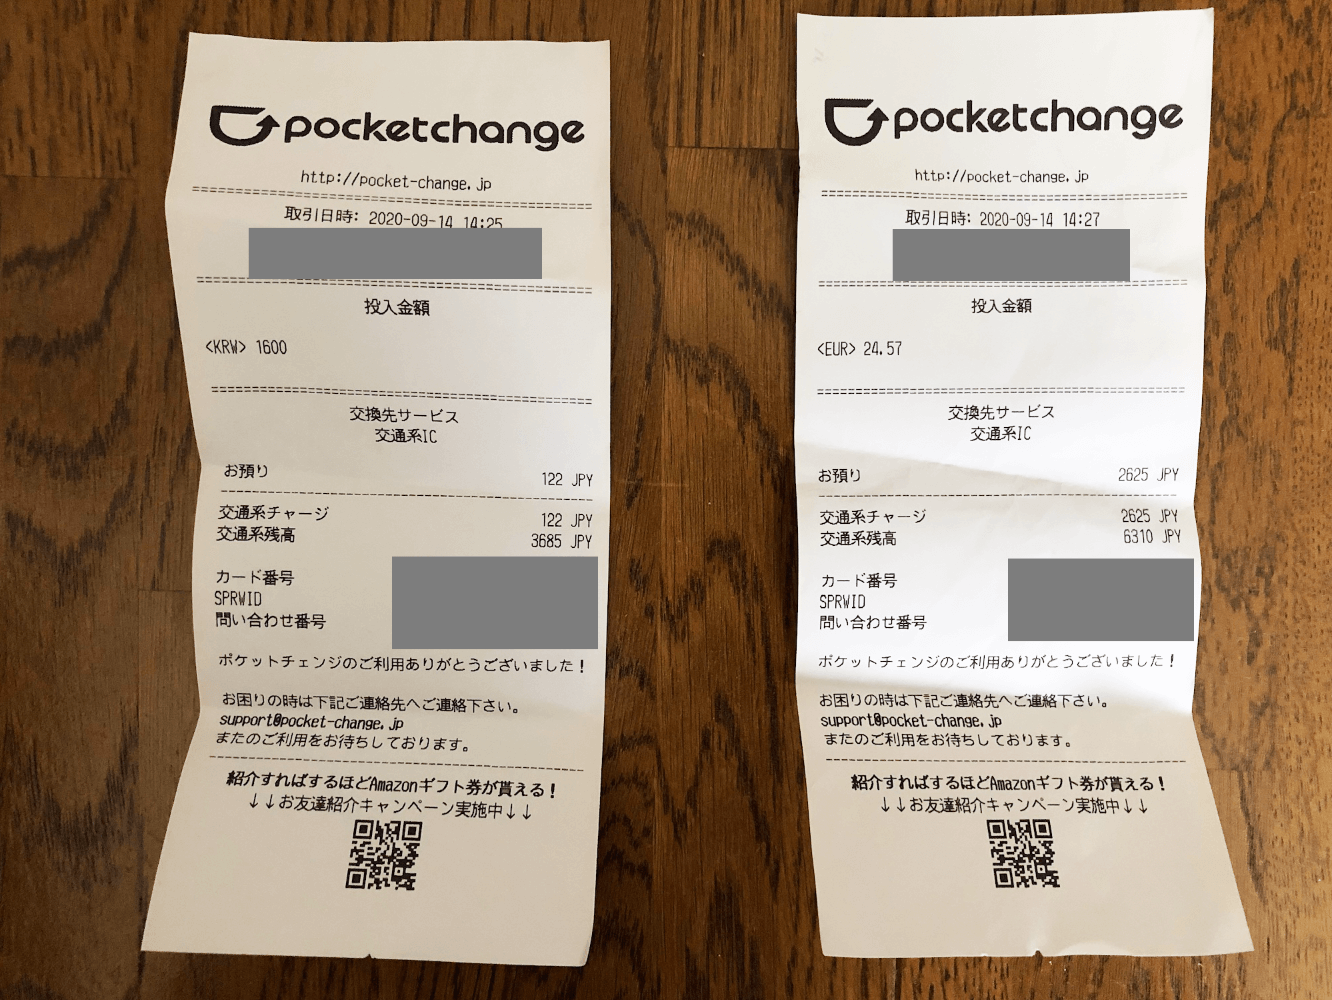 pocketchange
http://pocket-change.jp
取引日時: 2020-09-14 14:25
投入金額
<KRW> 1600
交換先サービス
交通系IC
お預り 122 JPY
交通系チャージ 122 JPY
交通系残高 3685 JPY
カード番号
SPRWID
問い合わせ番号
ポケットチェンジのご利用ありがとうございました!
お困りの時は下記ご連絡先へご連絡下さい。
support@pocket-change.jp
またのご利用をお待ちしております。
紹介すればするほどAmazonギフト券が貰える!
↓↓お友達紹介キャンペーン実施中↓↓
pocketchange
http://pocket-change.jp
取引日時: 2020-09-14 14:27
投入金額
<EUR> 24.57
交換先サービス
交通系IC
お預り 2625 JPY
交通系チャージ 2625 JPY
交通系残高 6310 JPY
カード番号
SPRWID
問い合わせ番号
ポケットチェンジのご利用ありがとうございました!
お困りの時は下記ご連絡先へご連絡下さい。
support@pocket-change.jp
またのご利用をお待ちしております。
紹介すればするほどAmazonギフト券が貰える!
↓↓お友達紹介キャンペーン実施中↓↓